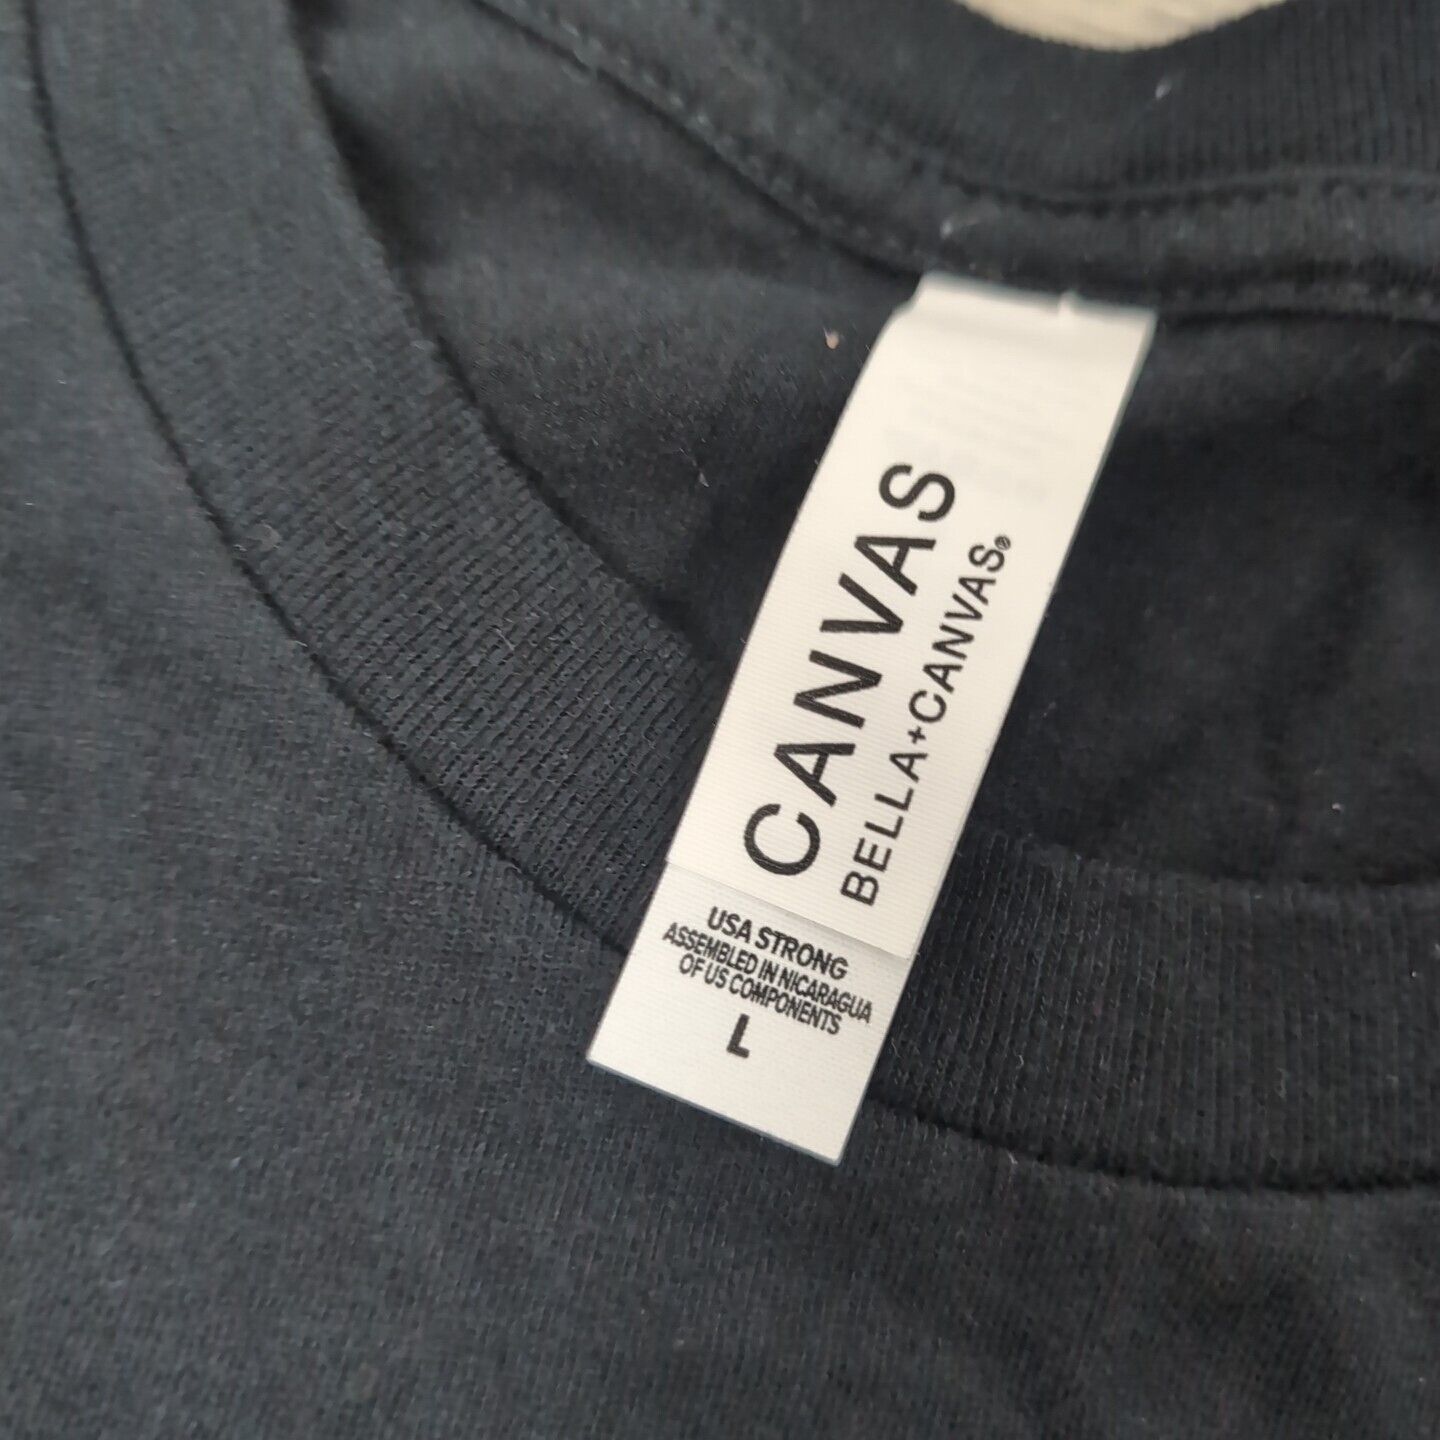 CANVAS
BELLA+CANVAS®
USA STRONG
ASSEMBLED IN NICARAGUA
OF US COMPONENTS
L